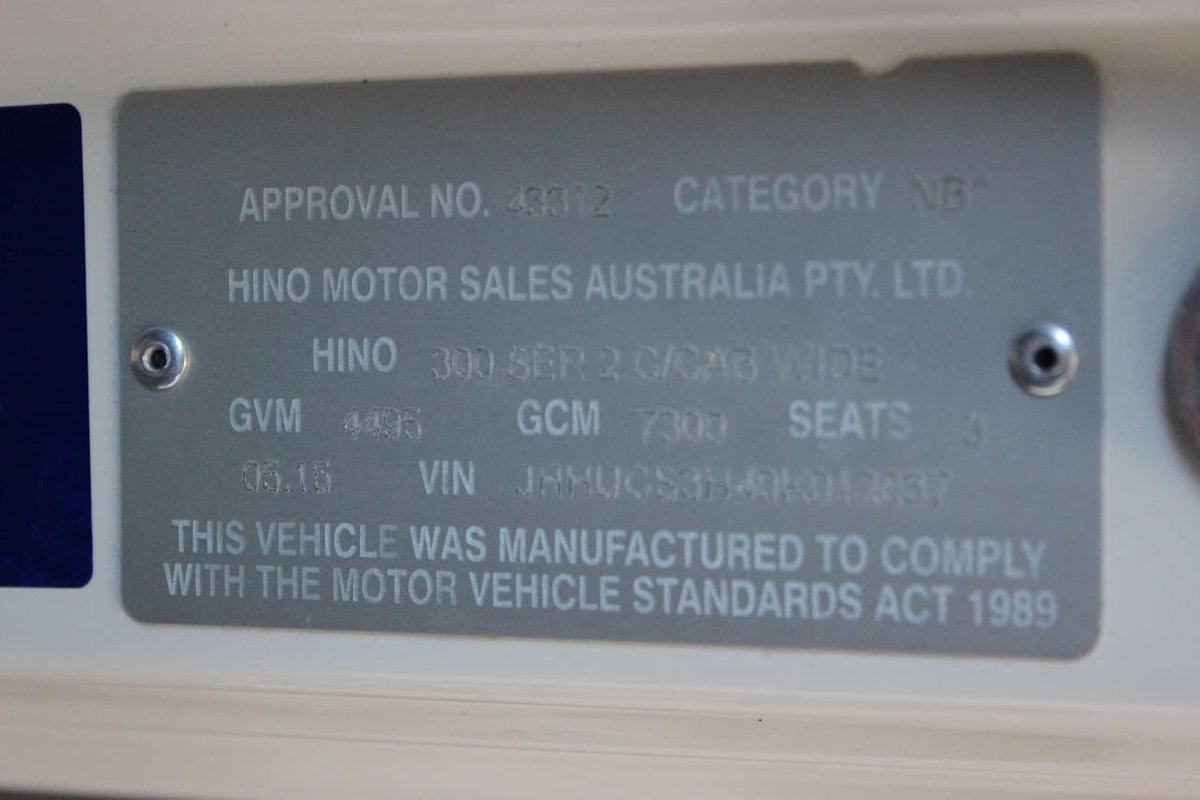 APPROVAL NO. 43312 CATEGORY NB1
HINO MOTOR SALES AUSTRALIA PTY. LTD.
HINO 300 SER 2 C/CAB WIDE
GVM 4495 GCM 7300 SEATS 3
05.15 VIN
THIS VEHICLE WAS MANUFACTURED TO COMPLY
WITH THE MOTOR VEHICLE STANDARDS ACT 1989